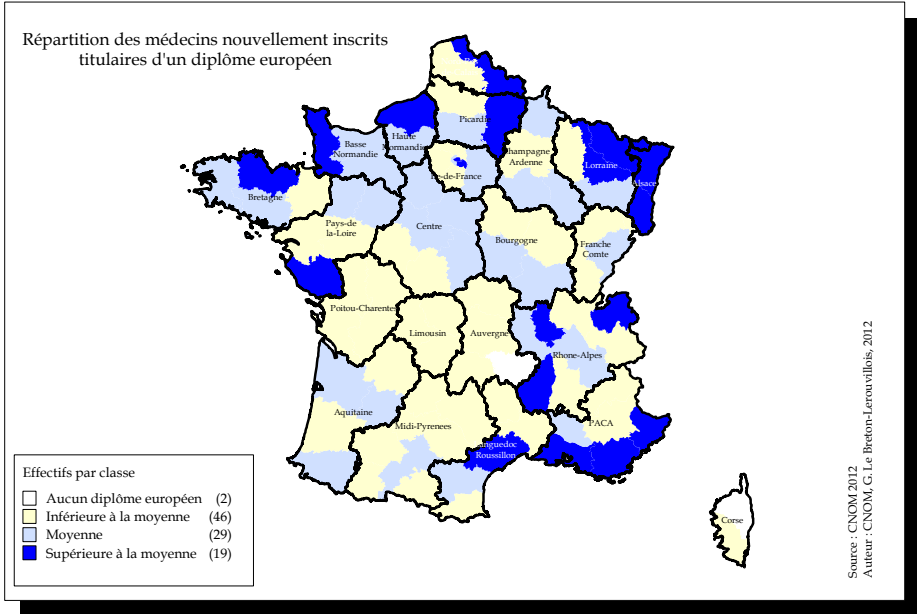 Répartition des médecins nouvellement inscrits
titulaires d'un diplôme européen
Picardi
Haute
Normandie
Basse
Normandie
Champagne
Ardenne
Ile-de-France
Lorraine
Alsace
Bretagne
Pays-de
la-Loire
Centre
Bourgogne
Franche
Comte
Poitou-Charentes
Limousin
Auvergne
Rhone-Alpes
Aquitaine
Midi-Pyrenees
Languedoc
Roussillon
PACA
Corse
Effectifs par classe
Aucun diplôme européen (2)
Inférieure à la moyenne (46)
Moyenne (29)
Supérieure à la moyenne (19)
Source : CNOM 2012
Auteur : CNOM, G. Le Breton-Lerouvillois, 2012